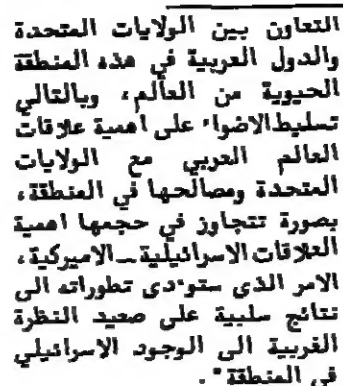 التعاون بين الولايات المتحدة
والدول العربية في هذه المنطقة
الحيوية من العالم، وبالتالي
تسليط الاضواء على اهمية علاقات
العالم العربي مع الولايات
المتحدة ومصالحها في المنطقة،
بصورة تتجاوز في حجمها اهمية
العلاقات الاسرائيلية ـ الاميركية،
الامر الذي ستوءدى تطوراته الى
نتائج سلبية على صعيد النظرة
الغربية الى الوجود الاسرائيلي
في المنطقة".